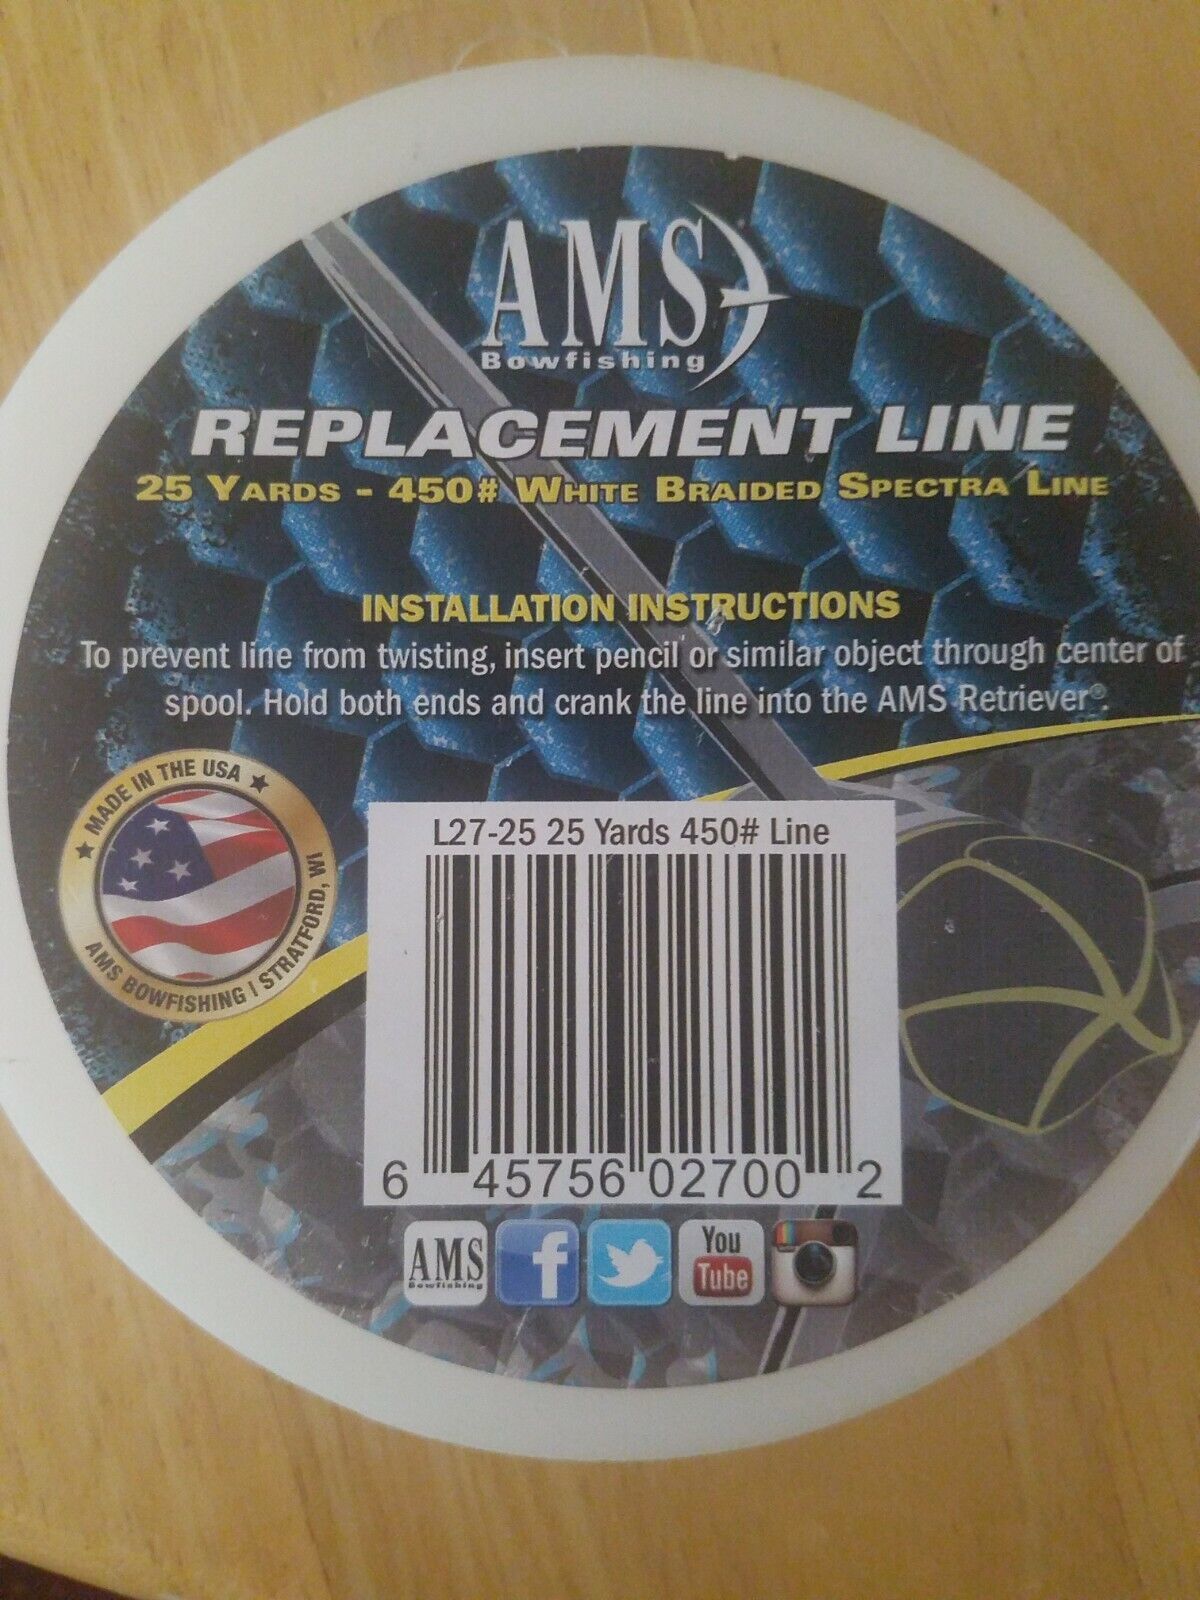 AMS
Bowfishing
REPLACEMENT LINE
25 YARDS - 450# WHITE BRAIDED SPECTRA LINE
INSTALLATION INSTRUCTIONS
To prevent line from twisting, insert pencil or similar object through center of
spool. Hold both ends and crank the line into the AMS Retriever®.
MADE IN THE USA
AMS BOWFISHING | STRATFORD, WI
L27-25 25 Yards 450# Line
6 45756 02700 2
AMS
Bowfishing
f
You
Tube